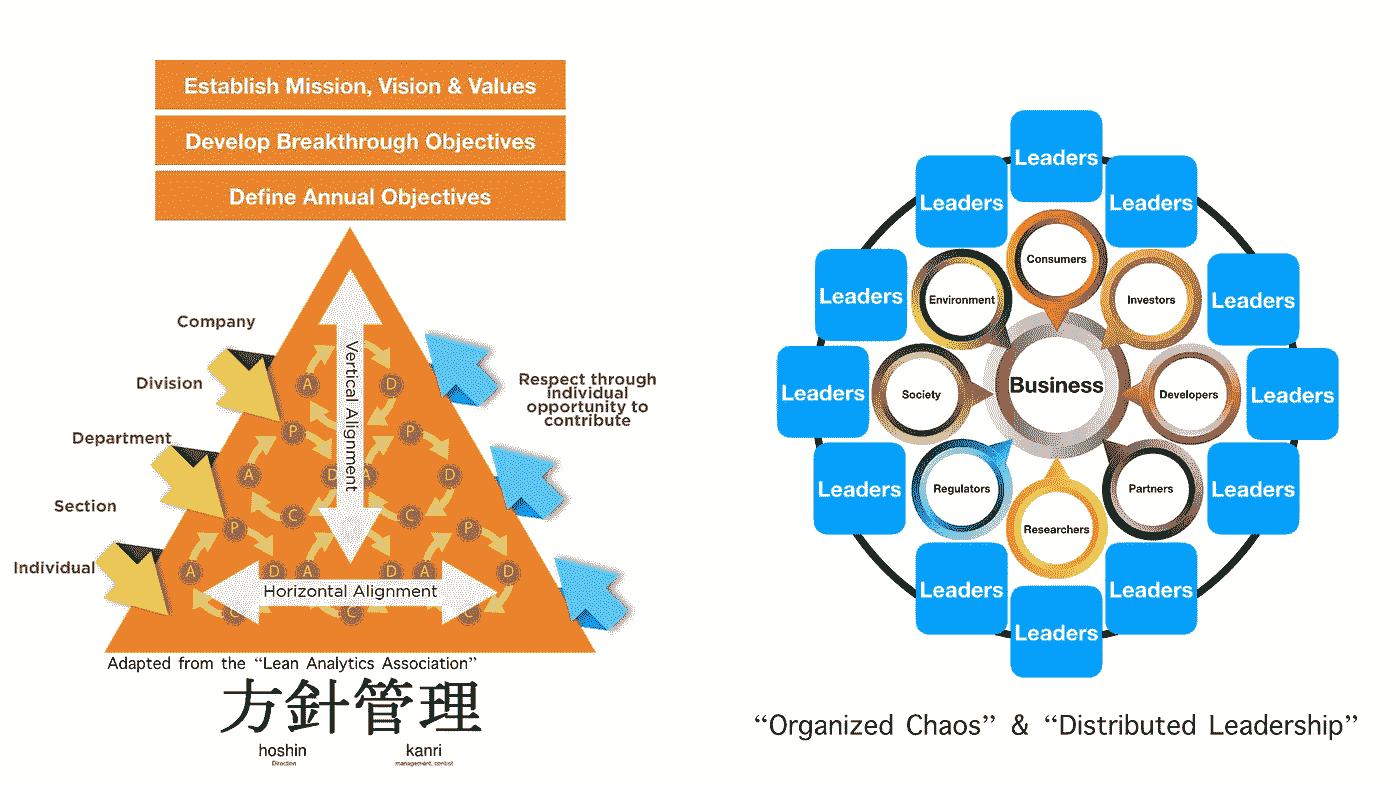 Establish Mission, Vision & Values
Develop Breakthrough Objectives
Define Annual Objectives
Company
Division
Department
Section
Individual
Vertical Alignment
Horizontal Alignment
A
D
P
P
A
D
A
D
C
C
P
P
A
D
A
D
A
D
C
C
C
Respect through
individual
opportunity to
contribute
Adapted from the “Lean Analytics Association”
方針管理
hoshin
kanri
Direction
management, control
Leaders
Leaders
Leaders
Leaders
Leaders
Leaders
Leaders
Leaders
Leaders
Leaders
Leaders
Leaders
Consumers
Environment
Investors
Society
Business
Developers
Regulators
Partners
Researchers
“Organized Chaos” & “Distributed Leadership”